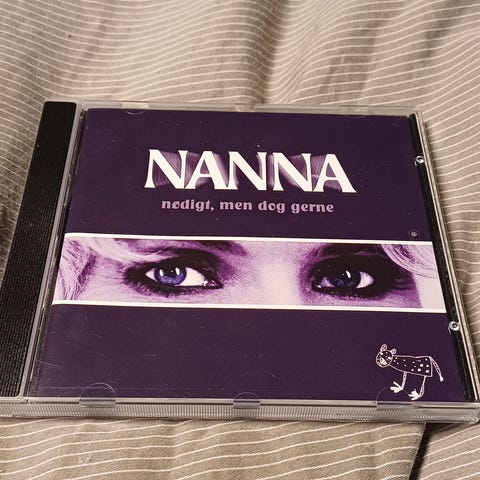 NANNA
nødigt, men dog gerne